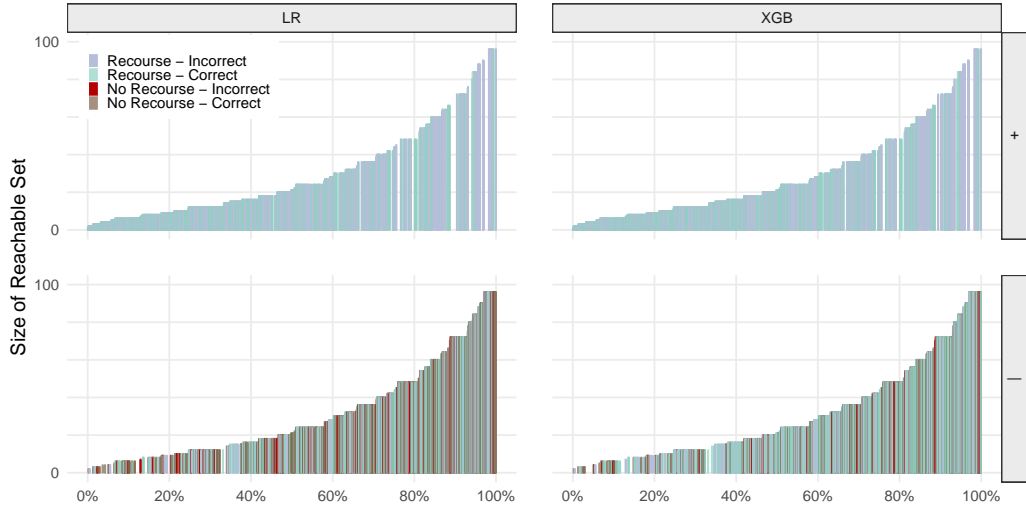 LR
XGB
100
Recourse − Incorrect
Recourse − Correct
No Recourse − Incorrect
No Recourse − Correct
0
+
Size of Reachable Set
100
0
−
0% 20% 40% 60% 80% 100%
0% 20% 40% 60% 80% 100%